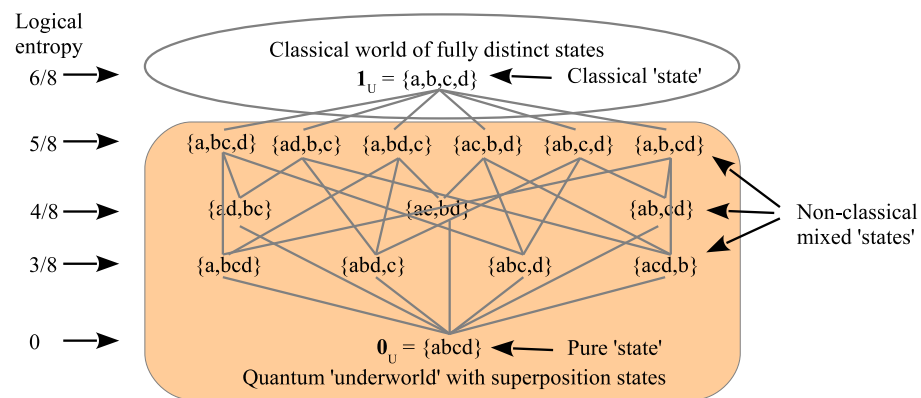 Logical
entropy
Classical world of fully distinct states
6/8
1U = {a,b,c,d}
Classical 'state'
5/8
{a,bc,d} {ad,b,c} {a,bd,c} {ac,b,d} {ab,c,d} {a,b,cd}
4/8
{ad,bc} {ac,bd} {ab,cd}
Non-classical
mixed 'states'
3/8
{a,bcd} {abd,c} {abc,d} {acd,b}
0
0U = {abcd}
Pure 'state'
Quantum 'underworld' with superposition states